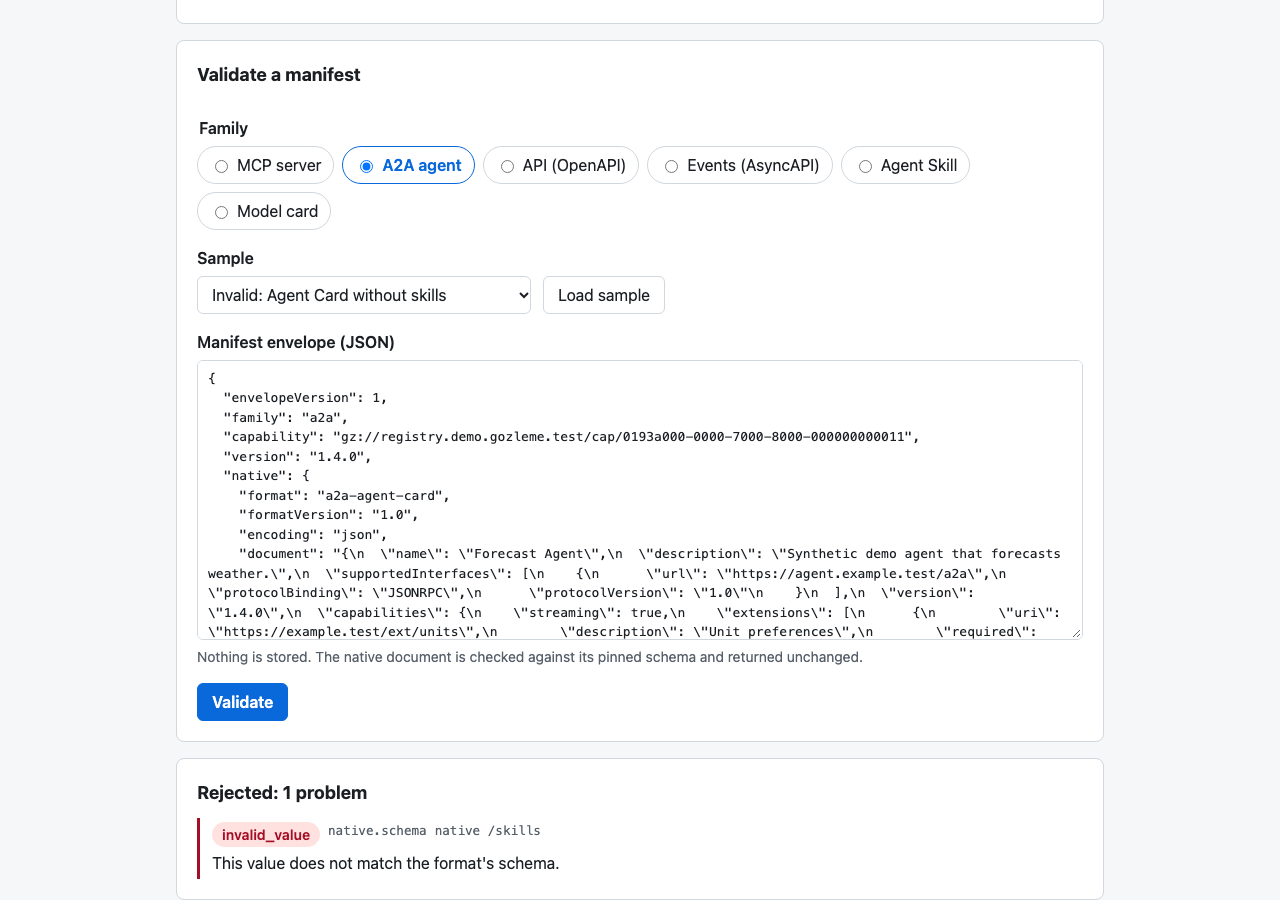 Validate a manifest
Family
MCP server
A2A agent
API (OpenAPI)
Events (AsyncAPI)
Agent Skill
Model card
Sample
Invalid: Agent Card without skills
Load sample
Manifest envelope (JSON)
{
  "envelopeVersion": 1,
  "family": "a2a",
  "capability": "gz://registry.demo.gozleme.test/cap/0193a000-0000-7000-8000-000000000011",
  "version": "1.4.0",
  "native": {
    "format": "a2a-agent-card",
    "formatVersion": "1.0",
    "encoding": "json",
    "document": "{\n  \"name\": \"Forecast Agent\",\n  \"description\": \"Synthetic demo agent that forecasts
weather.\",\n  \"supportedInterfaces\": [\n    {\n      \"url\": \"https://agent.example.test/a2a\",\n
\"protocolBinding\": \"JSONRPC\",\n      \"protocolVersion\": \"1.0\"\n    }\n  ],\n  \"version\":
\"1.4.0\",\n  \"capabilities\": {\n    \"streaming\": true,\n    \"extensions\": [\n      {\n        \"uri\":
\"https://example.test/ext/units\",\n        \"description\": \"Unit preferences\",\n        \"required\":
Nothing is stored. The native document is checked against its pinned schema and returned unchanged.
Validate
Rejected: 1 problem
invalid_value native.schema native /skills
This value does not match the format's schema.